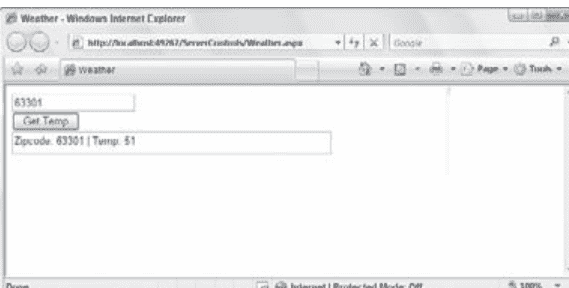 Weather - Windows Internet Explorer
http://localhost:49267/ServerControls/Weather.aspx
Google
Weather
Page
Tools
63301
Get Temp
Zipcode: 63301 | Temp: 51
Done
Internet | Protected Mode: Off
100%